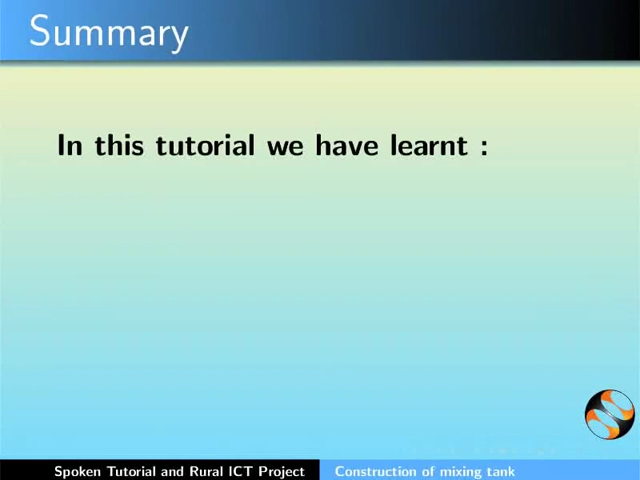 Summary
In this tutorial we have learnt :
Spoken Tutorial and Rural ICT Project
Construction of mixing tank